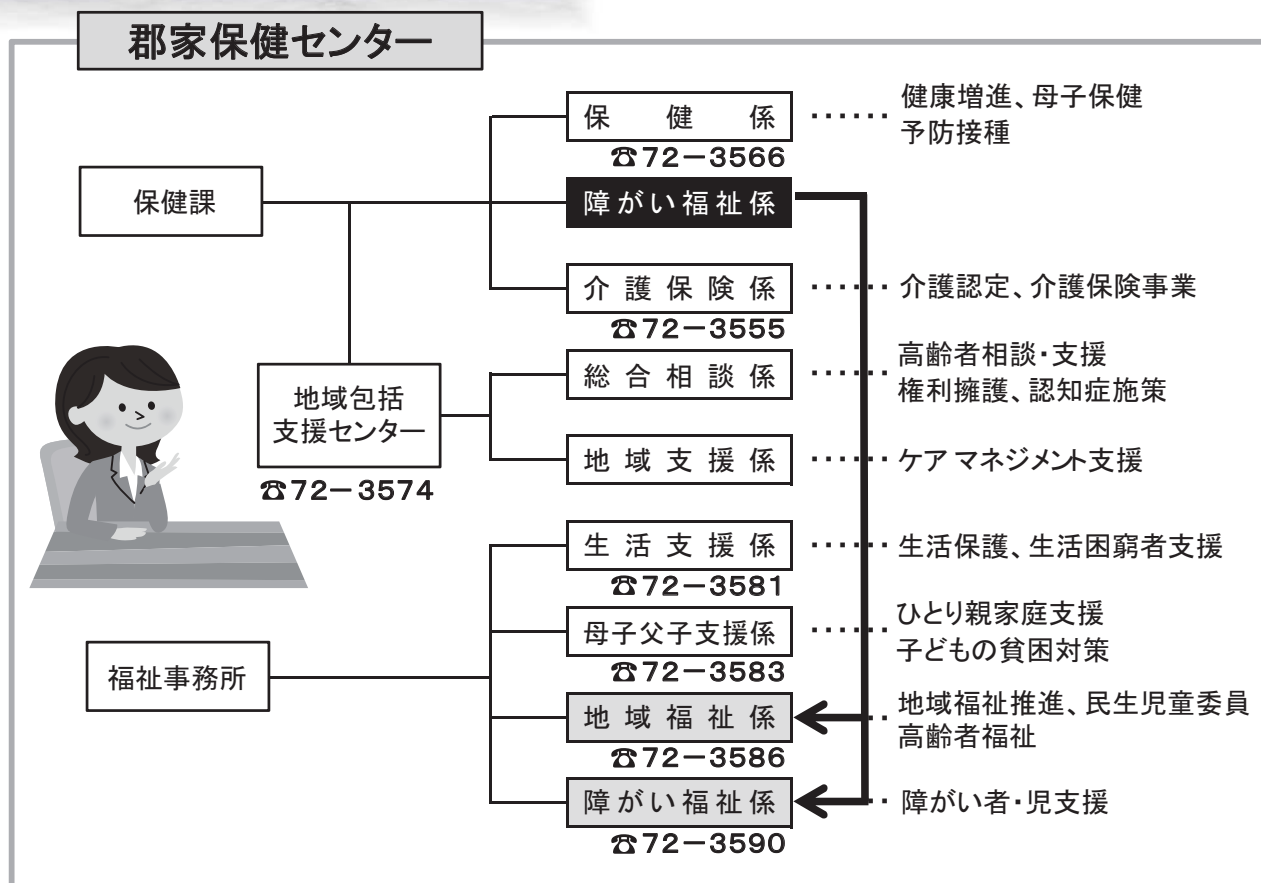 郡家保健センター
保健課
保健係
☎72－3566
健康増進、母子保健
予防接種
障がい福祉係
介護保険係
☎72－3555
介護認定、介護保険事業
地域包括
支援センター
☎72－3574
総合相談係
高齢者相談・支援
権利擁護、認知症施策
地域支援係
ケアマネジメント支援
福祉事務所
生活支援係
☎72－3581
生活保護、生活困窮者支援
母子父子支援係
☎72－3583
ひとり親家庭支援
子どもの貧困対策
地域福祉係
☎72－3586
地域福祉推進、民生児童委員
高齢者福祉
障がい福祉係
☎72－3590
障がい者・児支援